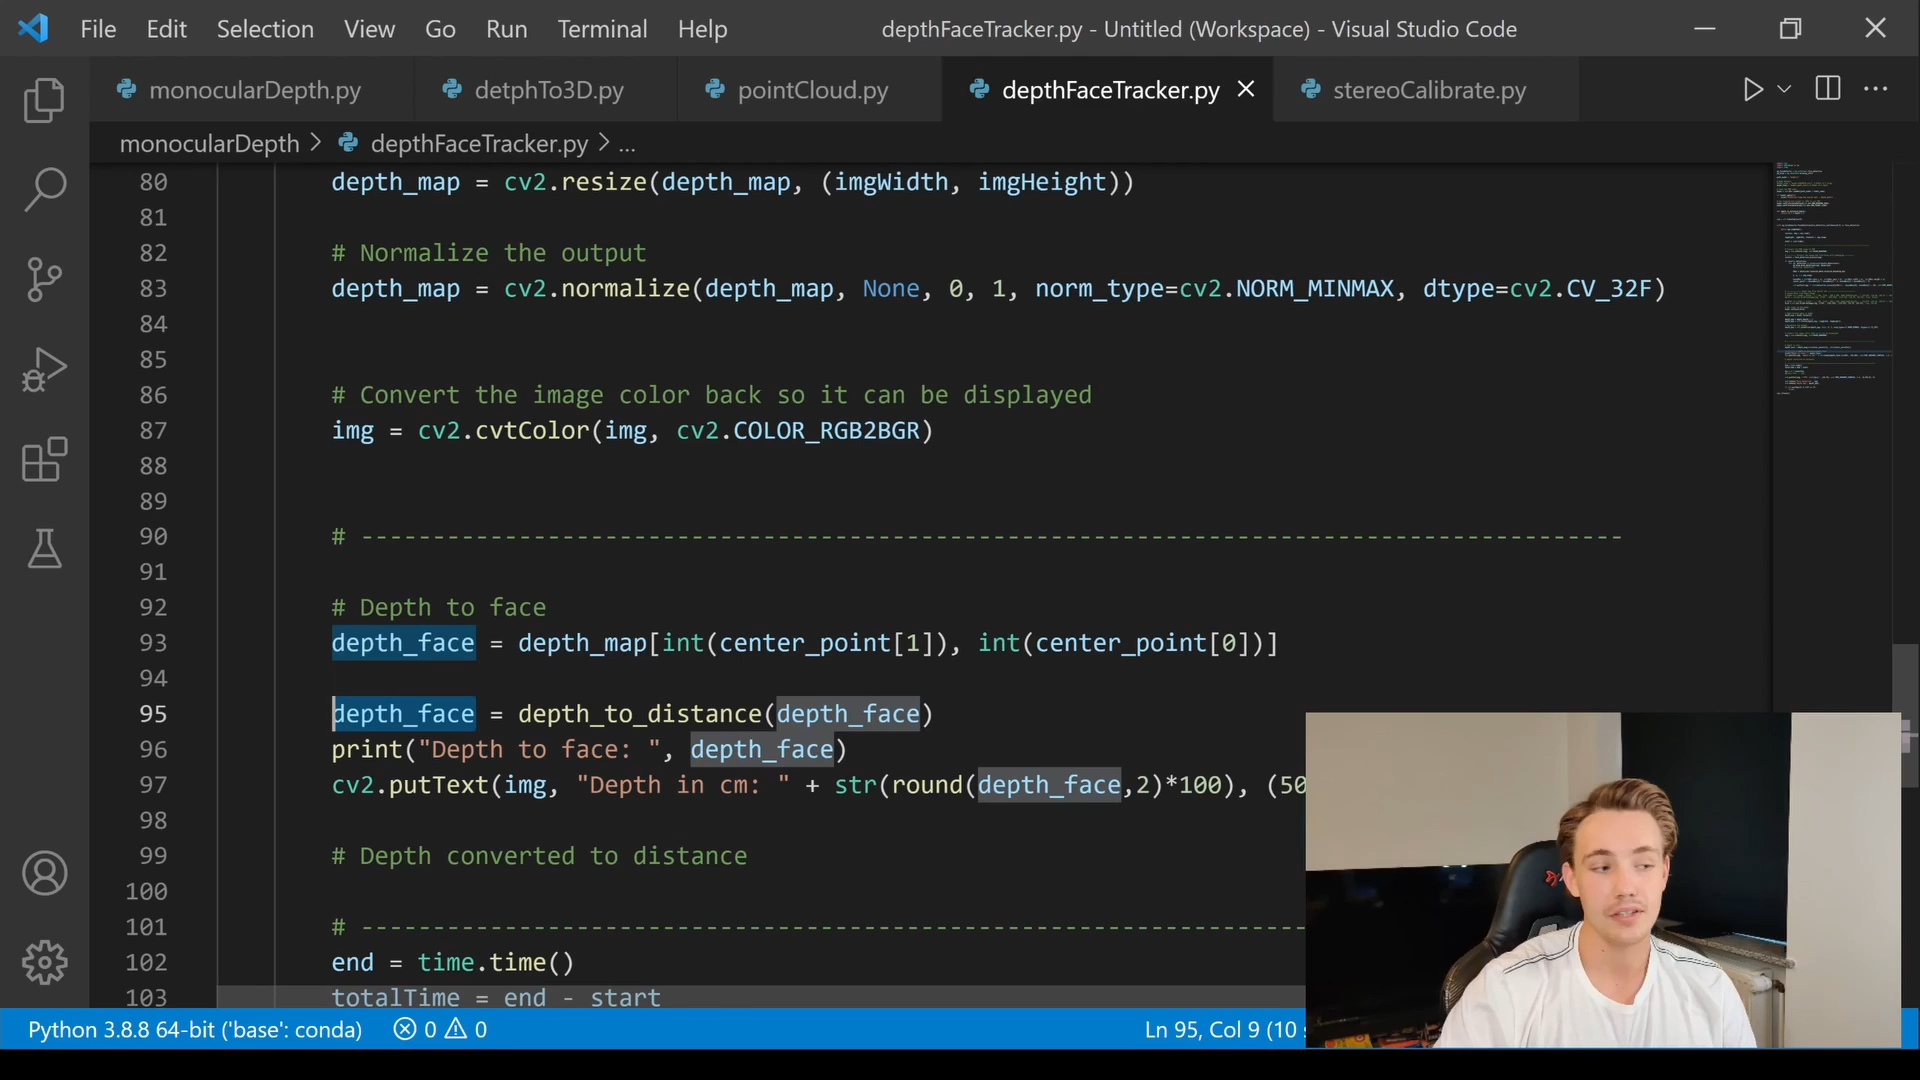 File Edit Selection View Go Run Terminal Help depthFaceTracker.py - Untitled (Workspace) - Visual Studio Code
monocularDepth.py detphTo3D.py pointCloud.py depthFaceTracker.py stereoCalibrate.py
monocularDepth > depthFaceTracker.py > ...
80 depth_map = cv2.resize(depth_map, (imgWidth, imgHeight))
81
82 # Normalize the output
83 depth_map = cv2.normalize(depth_map, None, 0, 1, norm_type=cv2.NORM_MINMAX, dtype=cv2.CV_32F)
84
85
86 # Convert the image color back so it can be displayed
87 img = cv2.cvtColor(img, cv2.COLOR_RGB2BGR)
88
89
90 # ----------------------------------------------------------------------------------------
91
92 # Depth to face
93 depth_face = depth_map[int(center_point[1]), int(center_point[0])]
94
95 depth_face = depth_to_distance(depth_face)
96 print("Depth to face: ", depth_face)
97 cv2.putText(img, "Depth in cm: " + str(round(depth_face,2)*100), (50
98
99 # Depth converted to distance
100
101 # ------------------------------------------------------------------
102 end = time.time()
103 totalTime = end - start
Python 3.8.8 64-bit ('base': conda) 0 0 Ln 95, Col 9 (10